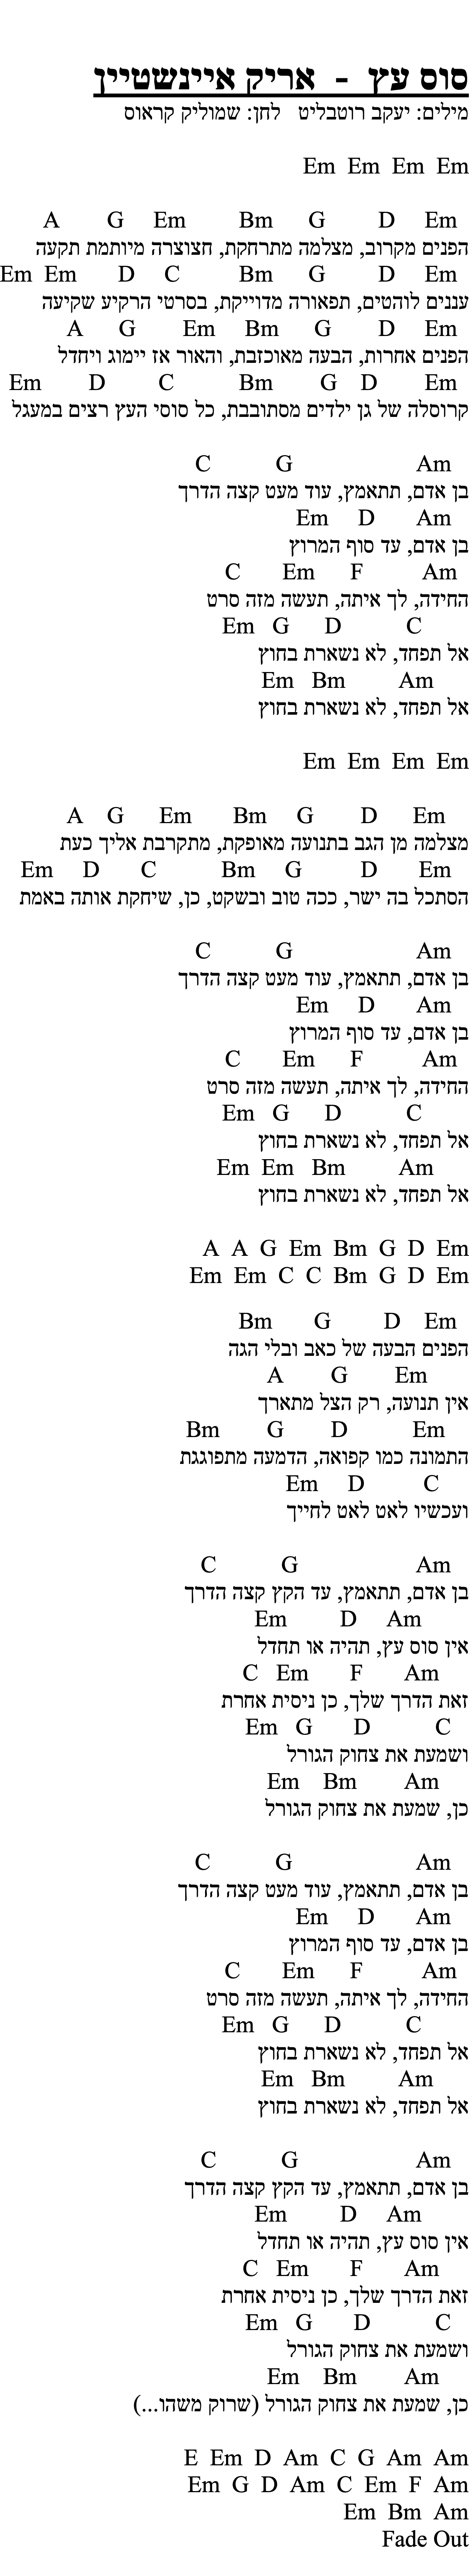 סוס עץ - אריק איינשטיין
מילים: יעקב רוטבליט לחן: שמוליק קראוס
Em Em Em Em
A G Em Bm G D Em
הפנים מקרוב, מצלמה מתרחקת, חצוצרה מיותמת תקעה
Em Em D C Bm G D Em
עננים לוהטים, תפאורה מדוייקת, בסרטי הרקיע שקיעה
A G Em Bm G D Em
הפנים אחרות, הבעה מאוכזבת, והאור אז יימוג ויחדל
Em D C Bm G D Em
קרוסלה של גן ילדים מסתובבת, כל סוסי העץ רצים במעגל
C G Am
בן אדם, תתאמץ, עוד מעט קצה הדרך
Em D Am
בן אדם, עד סוף המרוץ
C Em F Am
החידה, לך איתה, תעשה מזה סרט
Em G D C
אל תפחד, לא נשארת בחוץ
Em Bm Am
אל תפחד, לא נשארת בחוץ
Em Em Em Em
A G Em Bm G D Em
מצלמה מן הגב בתנועה מאופקת, מתקרבת אליך כעת
Em D C Bm G D Em
הסתכל בה ישר, ככה טוב ובשקט, כן, שיחקת אותה באמת
C G Am
בן אדם, תתאמץ, עוד מעט קצה הדרך
Em D Am
בן אדם, עד סוף המרוץ
C Em F Am
החידה, לך איתה, תעשה מזה סרט
Em G D C
אל תפחד, לא נשארת בחוץ
Em Em Bm Am
אל תפחד, לא נשארת בחוץ
A A G Em Bm G D Em
Em Em C C Bm G D Em
Bm G D Em
הפנים הבעה של כאב ובלי הגה
A G Em
אין תנועה, רק הצל מתארך
Bm G D Em
התמונה כמו קפואה, הדמעה מתפוגגת
Em D C
ועכשיו לאט לאט לחייך
C G Am
בן אדם, תתאמץ, עד הקץ קצה הדרך
Em D Am
אין סוס עץ, תהיה או תחדל
C Em F Am
זאת הדרך שלך, כן ניסית אחרת
Em G D C
ושמעת את צחוק הגורל
Em Bm Am
כן, שמעת את צחוק הגורל
C G Am
בן אדם, תתאמץ, עוד מעט קצה הדרך
Em D Am
בן אדם, עד סוף המרוץ
C Em F Am
החידה, לך איתה, תעשה מזה סרט
Em G D C
אל תפחד, לא נשארת בחוץ
Em Bm Am
אל תפחד, לא נשארת בחוץ
C G Am
בן אדם, תתאמץ, עד הקץ קצה הדרך
Em D Am
אין סוס עץ, תהיה או תחדל
C Em F Am
זאת הדרך שלך, כן ניסית אחרת
Em G D C
ושמעת את צחוק הגורל
Em Bm Am
כן, שמעת את צחוק הגורל (שרוק משהו...)
E Em D Am C G Am Am
Em G D Am C Em F Am
Em Bm Am
Fade Out